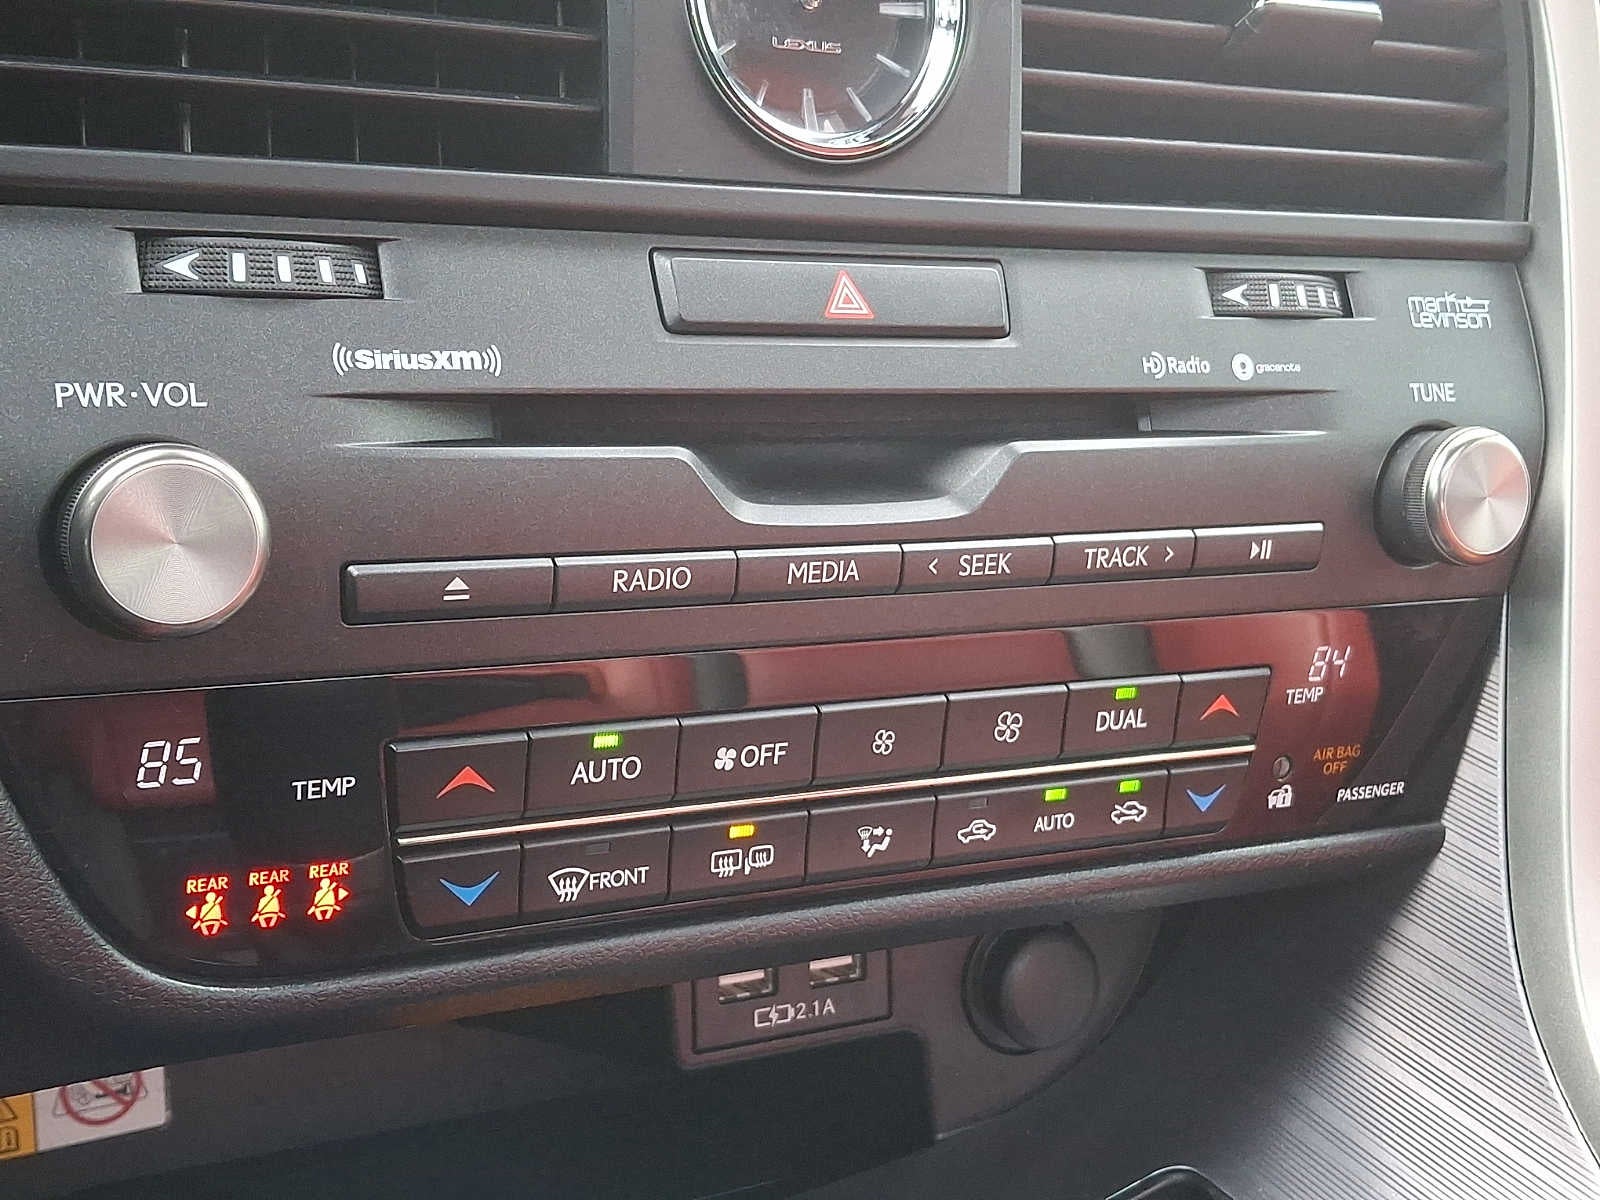 LEXUS
mark
Levinson
SiriusXM
HD Radio
gracenote
PWR·VOL
TUNE
RADIO
MEDIA
< SEEK
TRACK >
84
TEMP
85
TEMP
AUTO
OFF
DUAL
AIR BAG
OFF
PASSENGER
FRONT
AUTO
REAR
REAR
REAR
2.1A